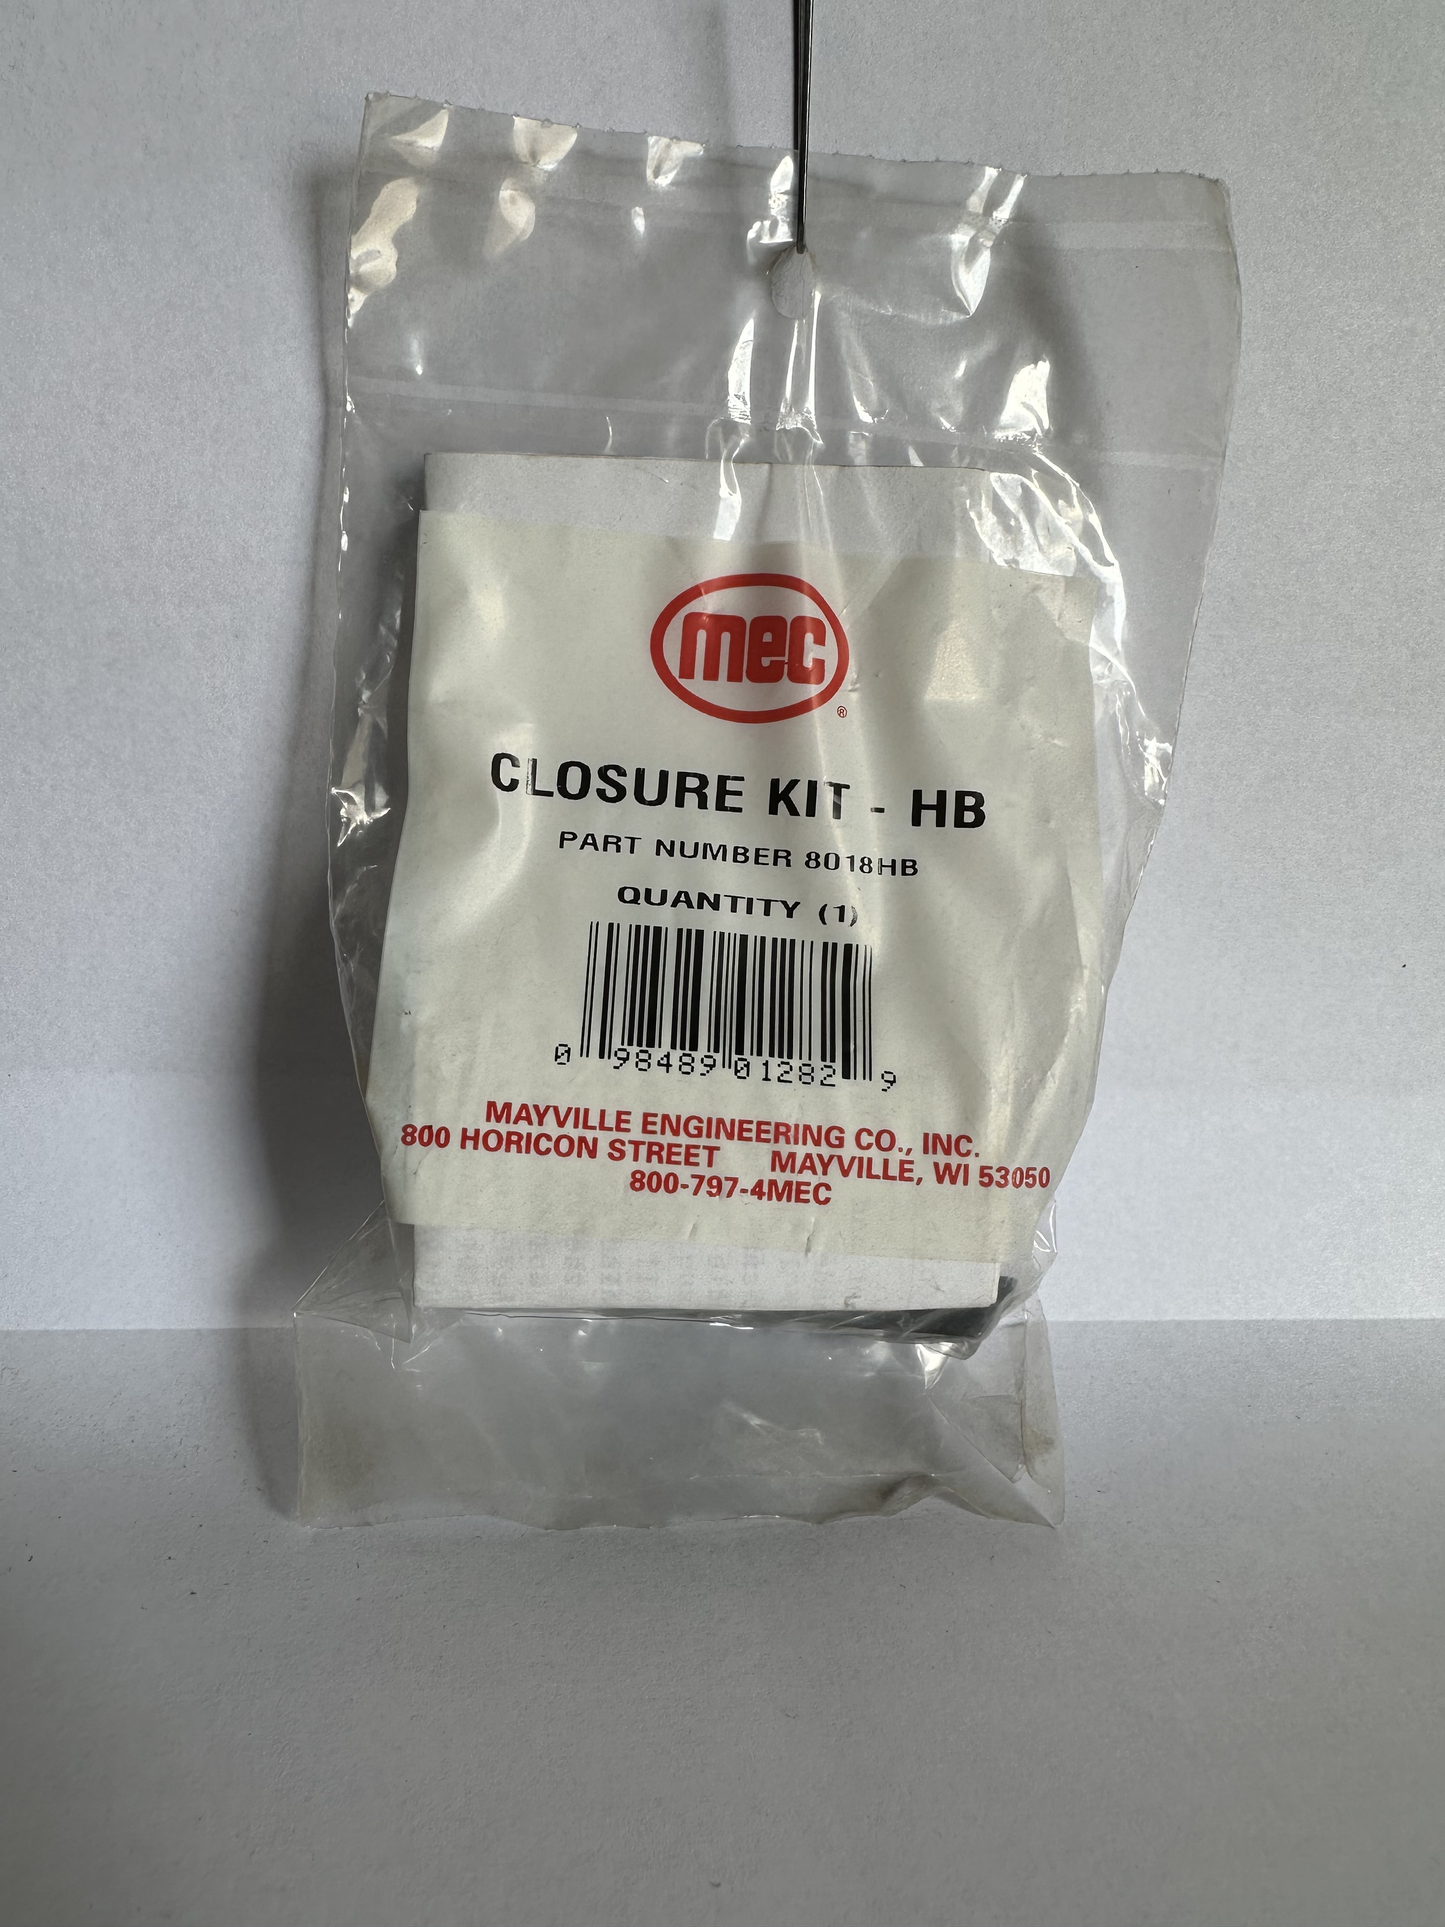 mec
®
CLOSURE KIT - HB
PART NUMBER 8018HB
QUANTITY (1)
0 98489 01282 9
MAYVILLE ENGINEERING CO., INC.
800 HORICON STREET MAYVILLE, WI 53050
800-797-4MEC